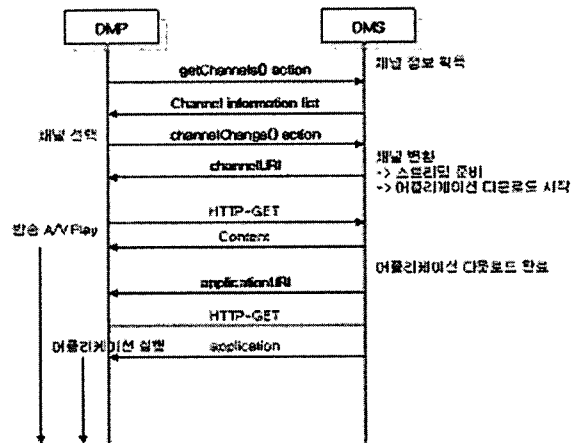 DMP
DMS
getChannels() action
채널 정보 획득
Channel information list
채널 선택
channelChange() action
channelURI
채널 변환
-> 스트리밍 준비
-> 어플리케이션 다운로드 시작
HTTP-GET
방송 A/V Play
Content
어플리케이션 다운로드 완료
applicationURI
HTTP-GET
어플리케이션 실행
application